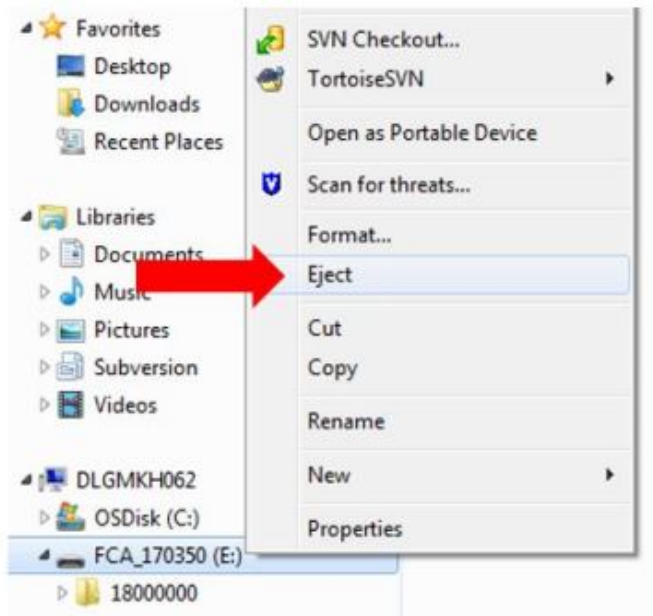 Favorites
Desktop
Downloads
Recent Places
Libraries
Documents
Music
Pictures
Subversion
Videos
DLGMKH062
OSDisk (C:)
FCA_170350 (E:)
18000000
SVN Checkout...
TortoiseSVN
Open as Portable Device
Scan for threats...
Format...
Eject
Cut
Copy
Rename
New
Properties